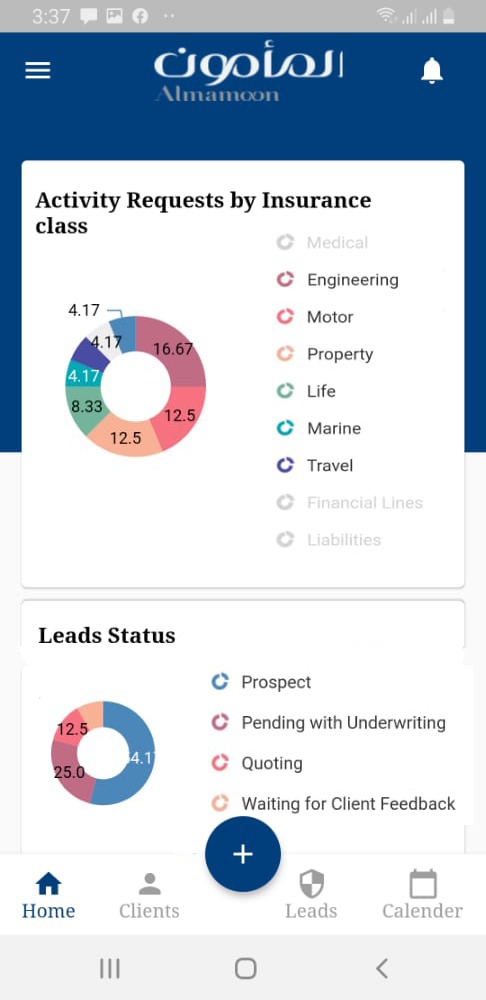 3:37
المأمون
Almamoon
Activity Requests by Insurance
class
Medical
Engineering
Motor
Property
Life
Marine
Travel
Financial Lines
Liabilities
4.17
4.17
16.67
4.17
8.33
12.5
12.5
Leads Status
Prospect
Pending with Underwriting
Quoting
Waiting for Client Feedback
12.5
25.0
Home
Clients
+
Leads
Calender